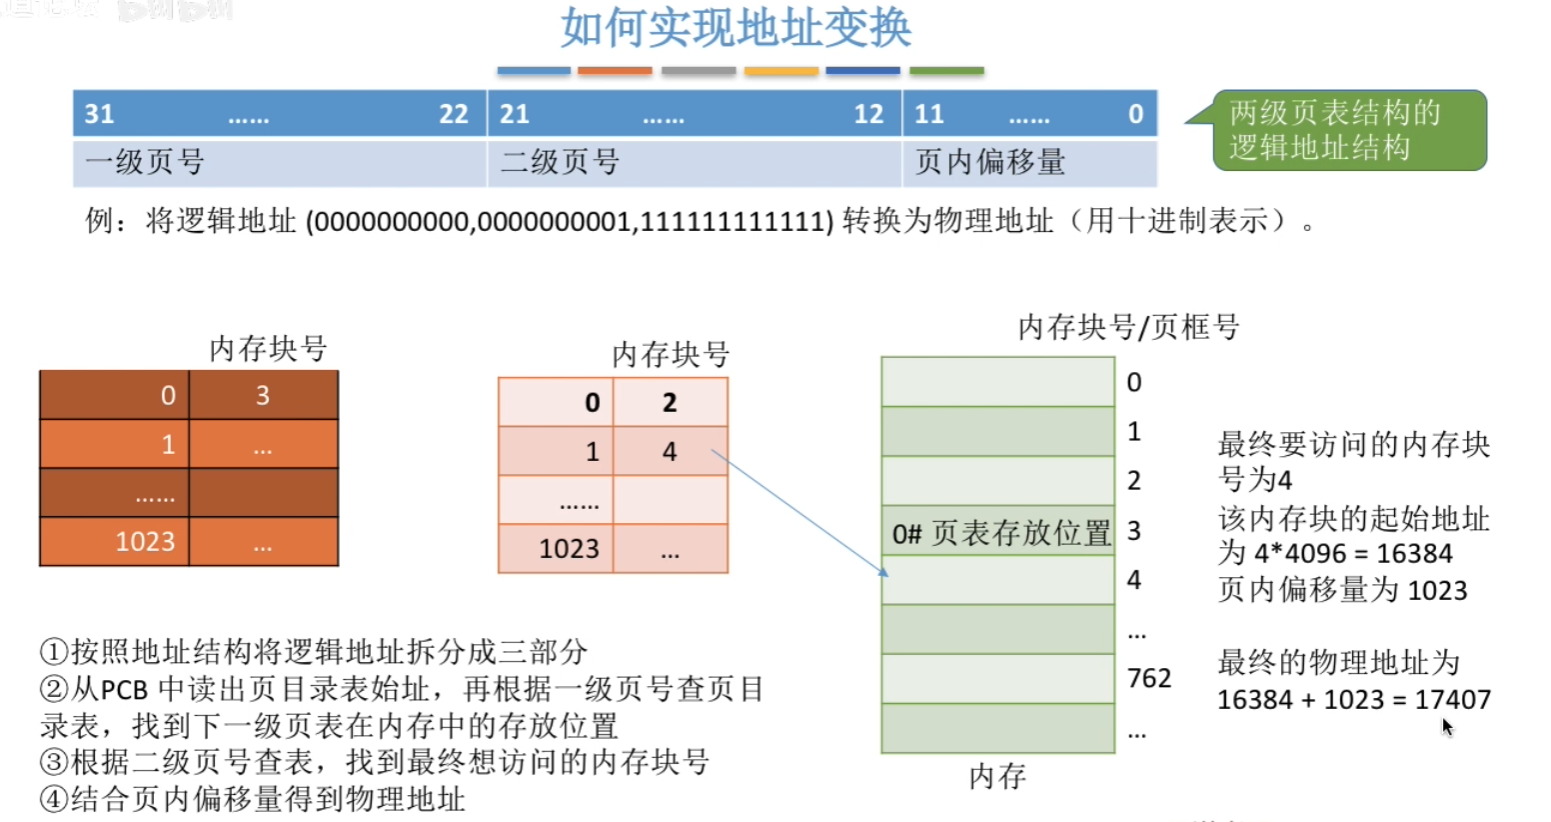 如何实现地址变换
31 …… 22 21 …… 12 11 …… 0
一级页号 二级页号 页内偏移量
两级页表结构的
逻辑地址结构
例：将逻辑地址 (0000000000,0000000001,111111111111) 转换为物理地址（用十进制表示）。
内存块号
0 3
1 ...
……
1023 ...
内存块号
0 2
1 4
……
1023 ...
内存块号/页框号
0
1
2
0# 页表存放位置 3
4
...
762
...
内存
最终要访问的内存块
号为4
该内存块的起始地址
为 4*4096 = 16384
页内偏移量为 1023
最终的物理地址为
16384 + 1023 = 17407
①按照地址结构将逻辑地址拆分成三部分
②从PCB 中读出页目录表始址，再根据一级页号查页目
录表，找到下一级页表在内存中的存放位置
③根据二级页号查表，找到最终想访问的内存块号
④结合页内偏移量得到物理地址